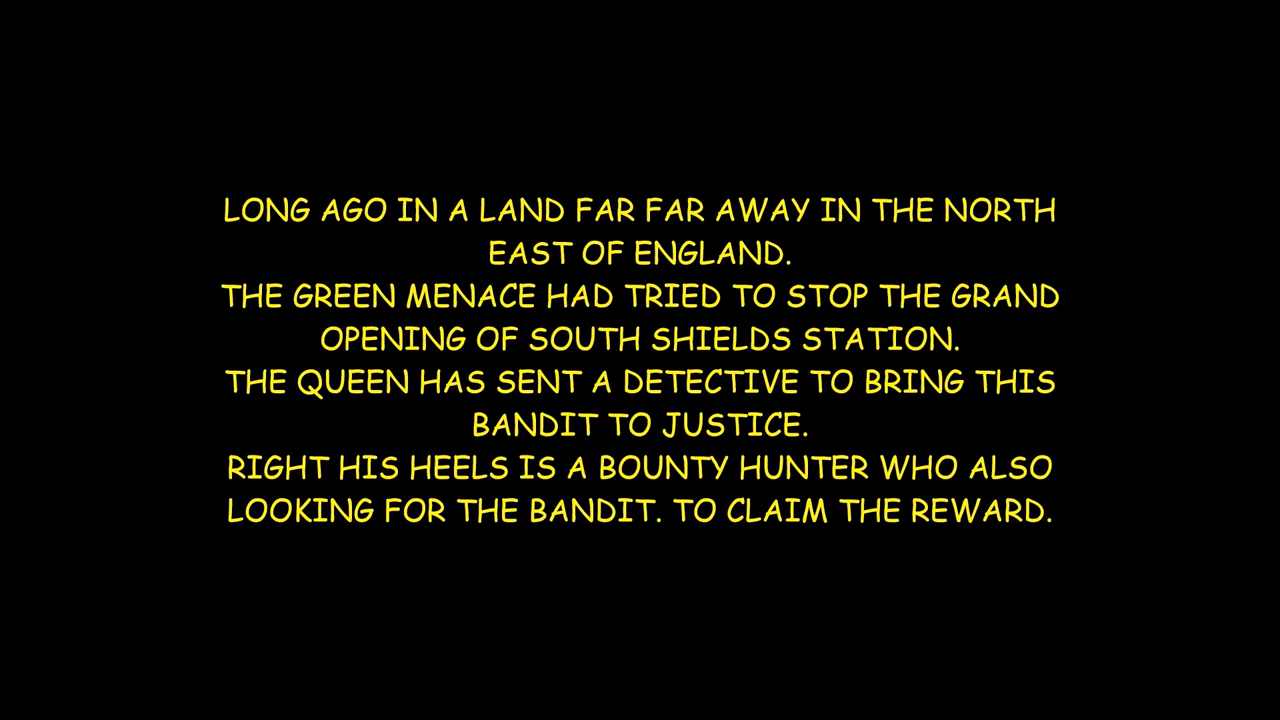 LONG AGO IN A LAND FAR FAR AWAY IN THE NORTH
EAST OF ENGLAND.
THE GREEN MENACE HAD TRIED TO STOP THE GRAND
OPENING OF SOUTH SHIELDS STATION.
THE QUEEN HAS SENT A DETECTIVE TO BRING THIS
BANDIT TO JUSTICE.
RIGHT HIS HEELS IS A BOUNTY HUNTER WHO ALSO
LOOKING FOR THE BANDIT. TO CLAIM THE REWARD.